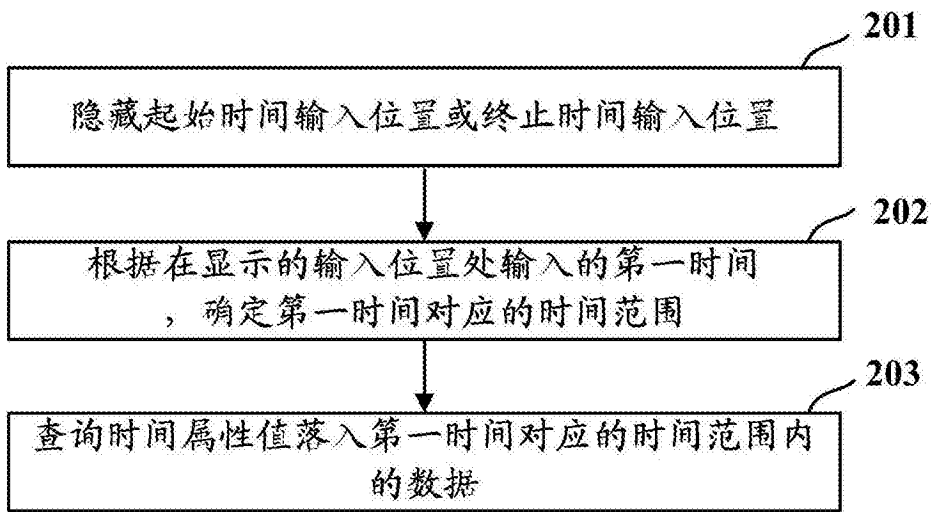 201
隐藏起始时间输入位置或终止时间输入位置
202
根据在显示的输入位置处输入的第一时间
，确定第一时间对应的时间范围
203
查询时间属性值落入第一时间对应的时间范围内
的数据